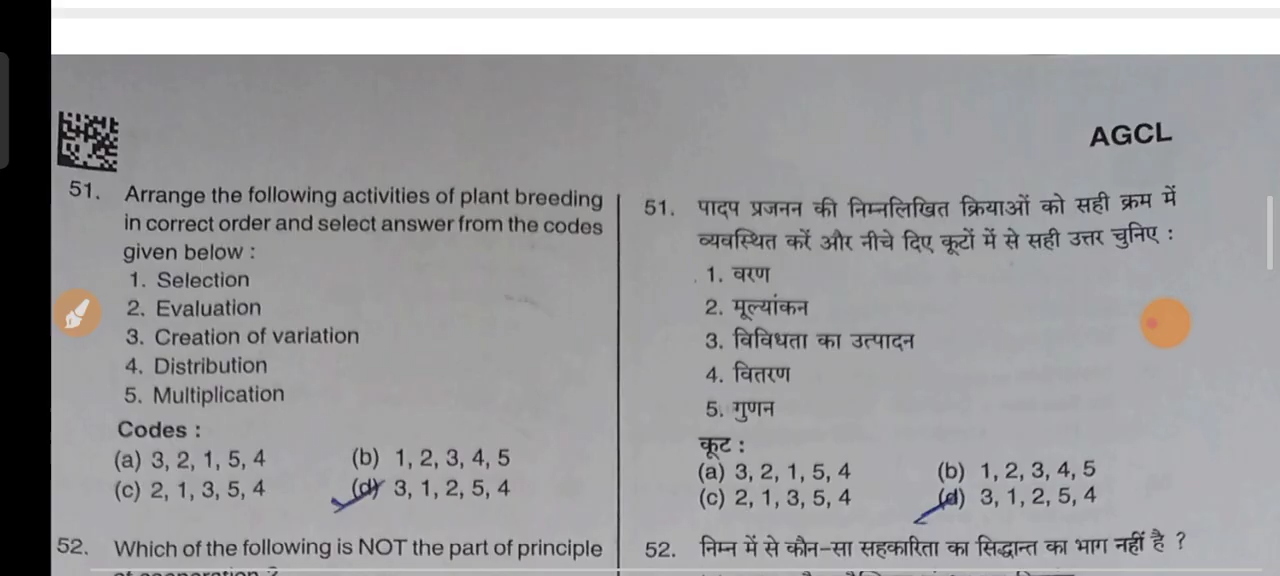 AGCL
51. Arrange the following activities of plant breeding
in correct order and select answer from the codes
given below :
1. Selection
2. Evaluation
3. Creation of variation
4. Distribution
5. Multiplication
Codes :
(a) 3, 2, 1, 5, 4 (b) 1, 2, 3, 4, 5
(c) 2, 1, 3, 5, 4 (d) 3, 1, 2, 5, 4
52. Which of the following is NOT the part of principle
51. पादप प्रजनन की निम्नलिखित क्रियाओं को सही क्रम में
व्यवस्थित करें और नीचे दिए कूटों में से सही उत्तर चुनिए :
1. वरण
2. मूल्यांकन
3. विविधता का उत्पादन
4. वितरण
5. गुणन
कूट :
(a) 3, 2, 1, 5, 4 (b) 1, 2, 3, 4, 5
(c) 2, 1, 3, 5, 4 (d) 3, 1, 2, 5, 4
52. निम्न में से कौन-सा सहकारिता का सिद्धान्त का भाग नहीं है ?